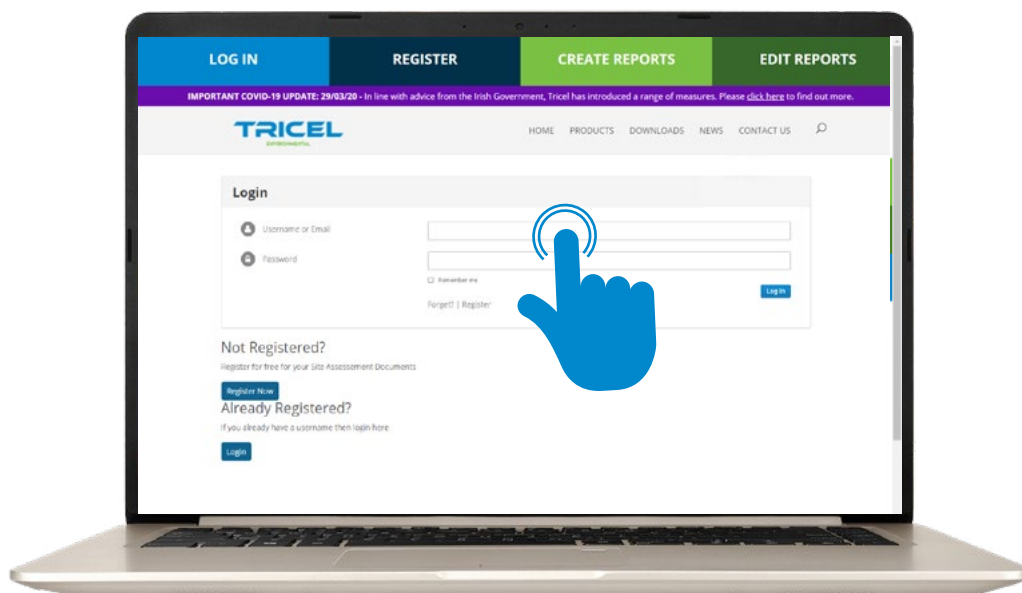 LOG IN REGISTER CREATE REPORTS EDIT REPORTS
IMPORTANT COVID-19 UPDATE: 29/03/20 - In line with advice from the Irish Government, Tricel has introduced a range of measures. Please click here to find out more.
TRICEL
ENVIRONMENTAL
HOME PRODUCTS DOWNLOADS NEWS CONTACT US
Login
Username or Email
Password
Remember me
Log In
Forget? | Register
Not Registered?
Register for free for your Site Assessement Documents
Register Now
Already Registered?
If you already have a username then login here
Login